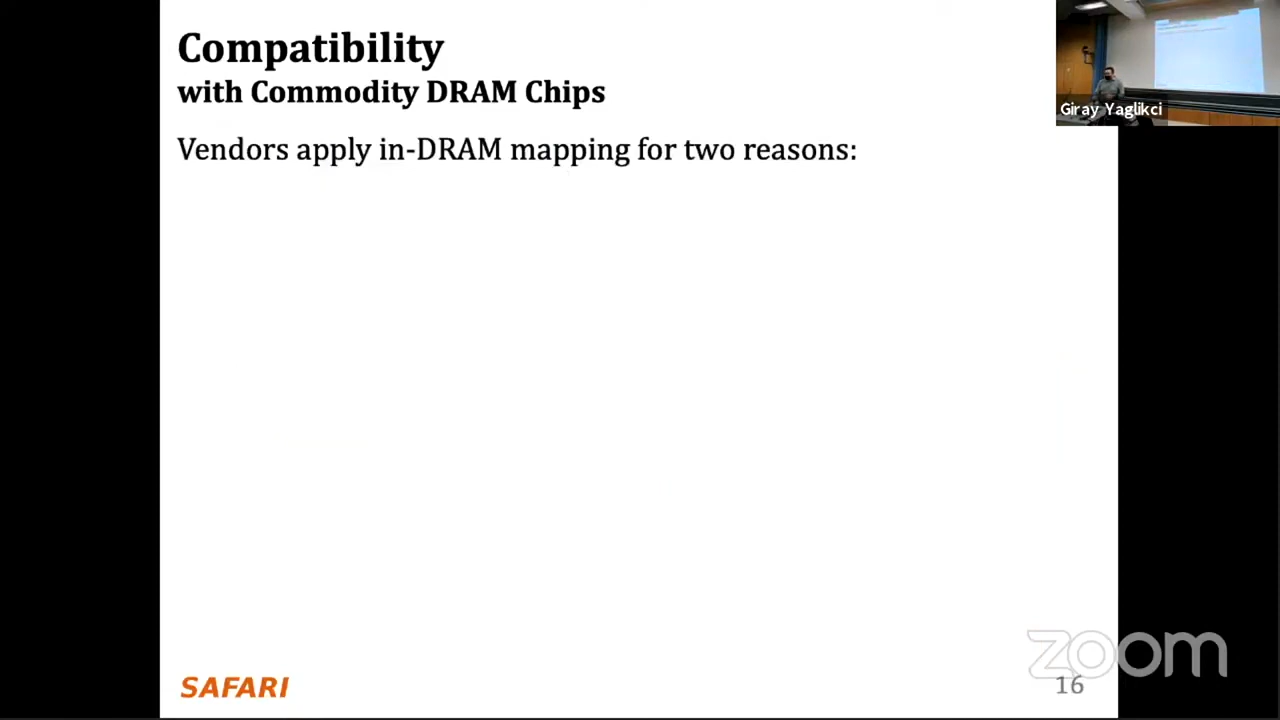 Compatibility
with Commodity DRAM Chips
Vendors apply in-DRAM mapping for two reasons:
Giray Yaglikci
SAFARI
zoom
16